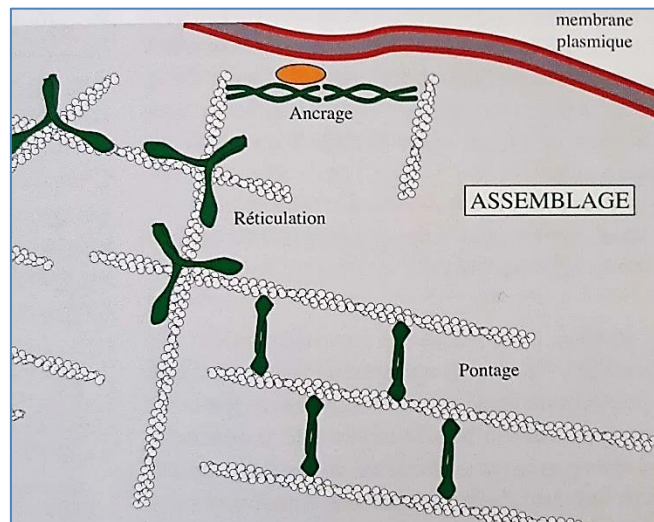 membrane
plasmique
Ancrage
ASSEMBLAGE
Réticulation
Pontage